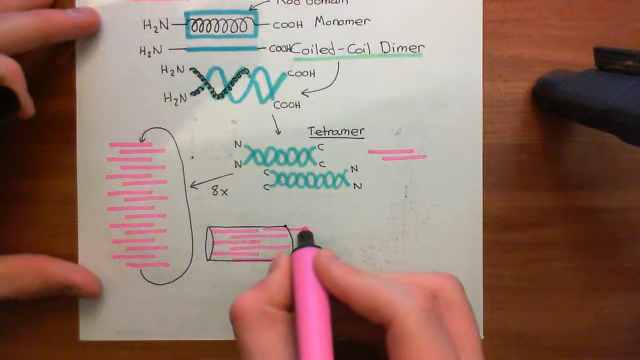 Rod domain
H₂N COOH Monomer
H₂N COOH Coiled-Coil Dimer
H₂N COOH
H₂N COOH
Tetramer
N C
N C N
C N
8x